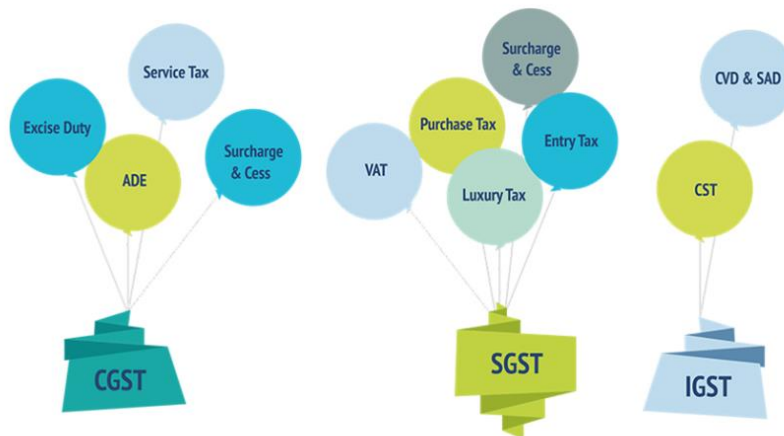 Service Tax
Excise Duty
ADE
Surcharge
& Cess
CGST
Surcharge
& Cess
Purchase Tax
Entry Tax
VAT
Luxury Tax
SGST
CVD & SAD
CST
IGST